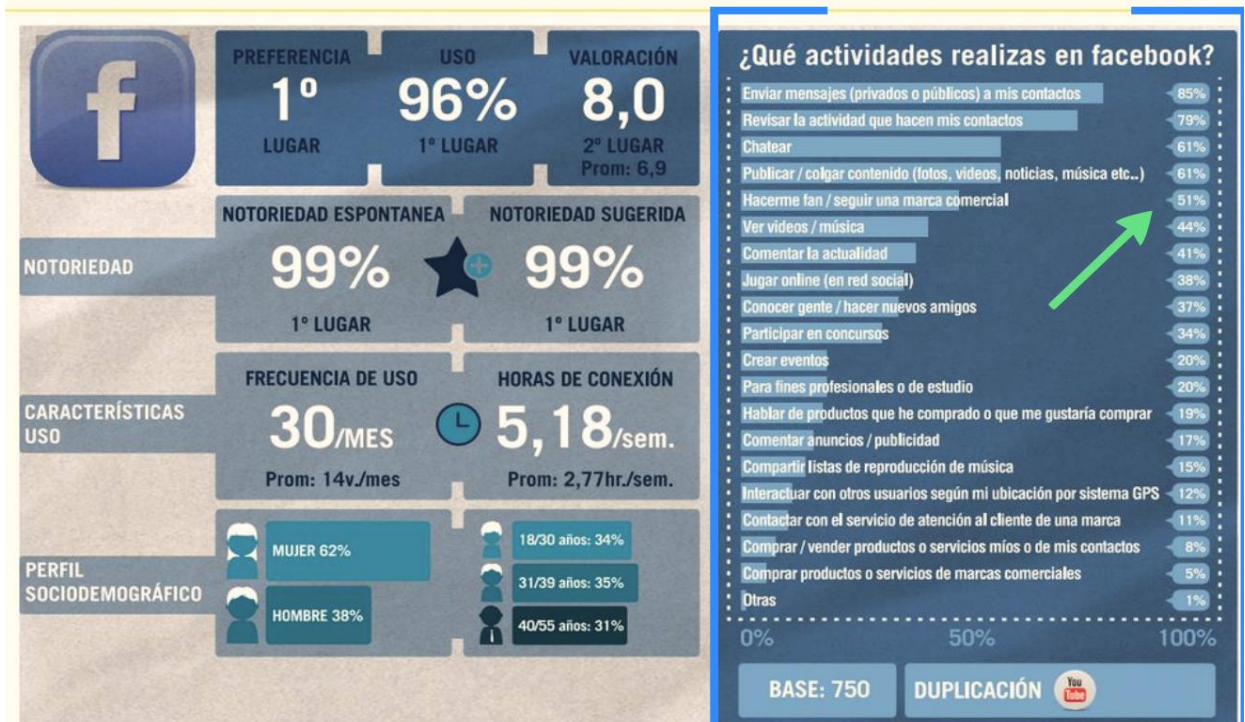 f
PREFERENCIA
1º
LUGAR
USO
96%
1º LUGAR
VALORACIÓN
8,0
2º LUGAR
Prom: 6,9
NOTORIEDAD
NOTORIEDAD ESPONTANEA
99%
1º LUGAR
NOTORIEDAD SUGERIDA
99%
1º LUGAR
CARACTERÍSTICAS
USO
FRECUENCIA DE USO
30/MES
Prom: 14v./mes
HORAS DE CONEXIÓN
5,18/sem.
Prom: 2,77hr./sem.
PERFIL
SOCIODEMOGRÁFICO
MUJER 62%
HOMBRE 38%
18/30 años: 34%
31/39 años: 35%
40/55 años: 31%
¿Qué actividades realizas en facebook?
Enviar mensajes (privados o públicos) a mis contactos 85%
Revisar la actividad que hacen mis contactos 79%
Chatear 61%
Publicar / colgar contenido (fotos, videos, noticias, música etc..) 61%
Hacerme fan / seguir una marca comercial 51%
Ver videos / música 44%
Comentar la actualidad 41%
Jugar online (en red social) 38%
Conocer gente / hacer nuevos amigos 37%
Participar en concursos 34%
Crear eventos 20%
Para fines profesionales o de estudio 20%
Hablar de productos que he comprado o que me gustaría comprar 19%
Comentar anuncios / publicidad 17%
Compartir listas de reproducción de música 15%
Interactuar con otros usuarios según mi ubicación por sistema GPS 12%
Contactar con el servicio de atención al cliente de una marca 11%
Comprar / vender productos o servicios míos o de mis contactos 8%
Comprar productos o servicios de marcas comerciales 5%
Otras 1%
0% 50% 100%
BASE: 750
DUPLICACIÓN
You
Tube